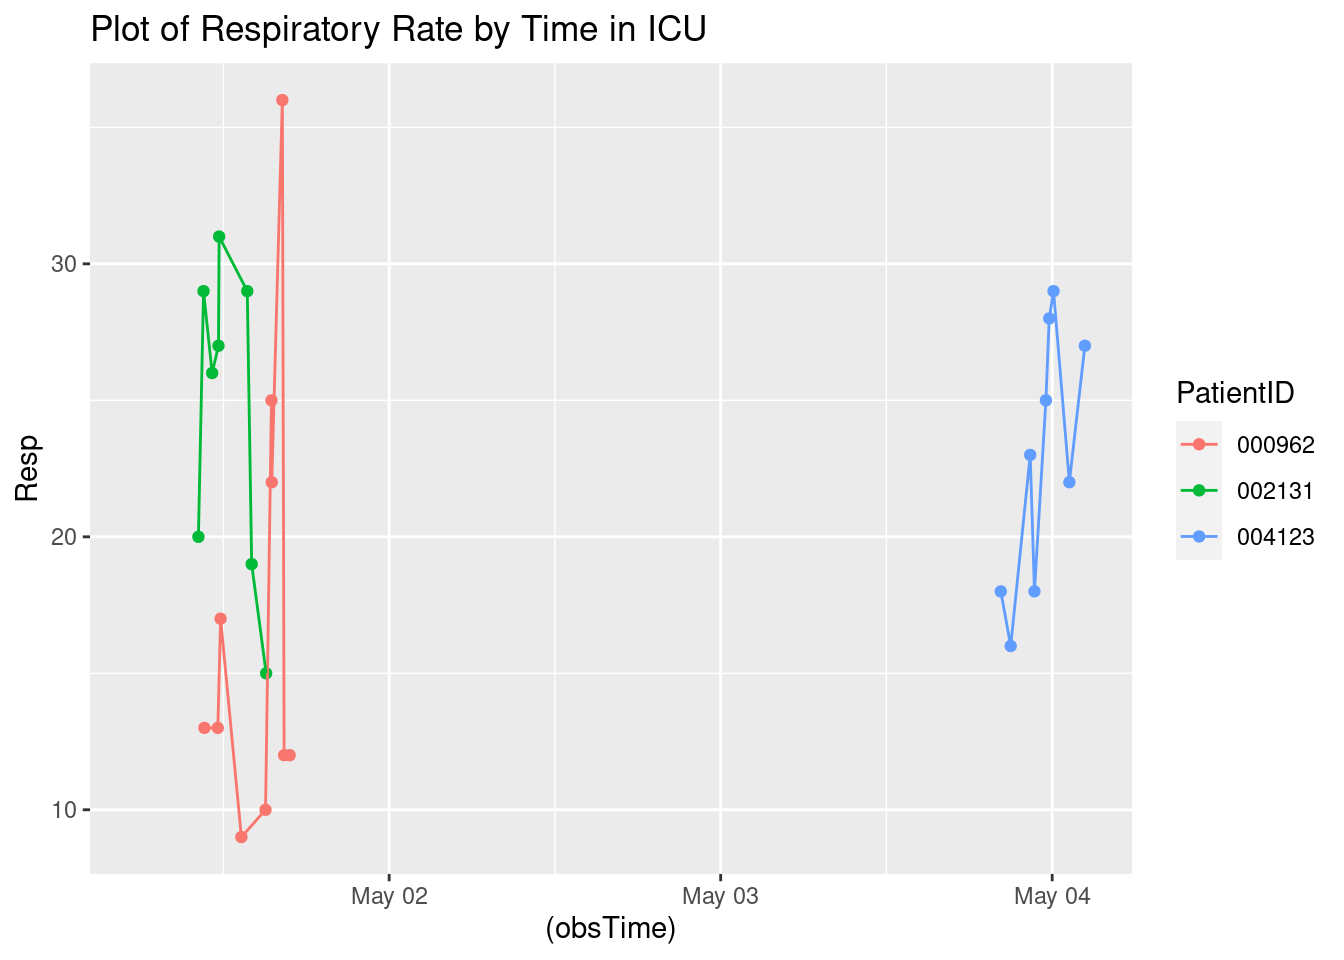 Plot of Respiratory Rate by Time in ICU
Resp
30
20
10
May 02
May 03
May 04
(obsTime)
PatientID
000962
002131
004123